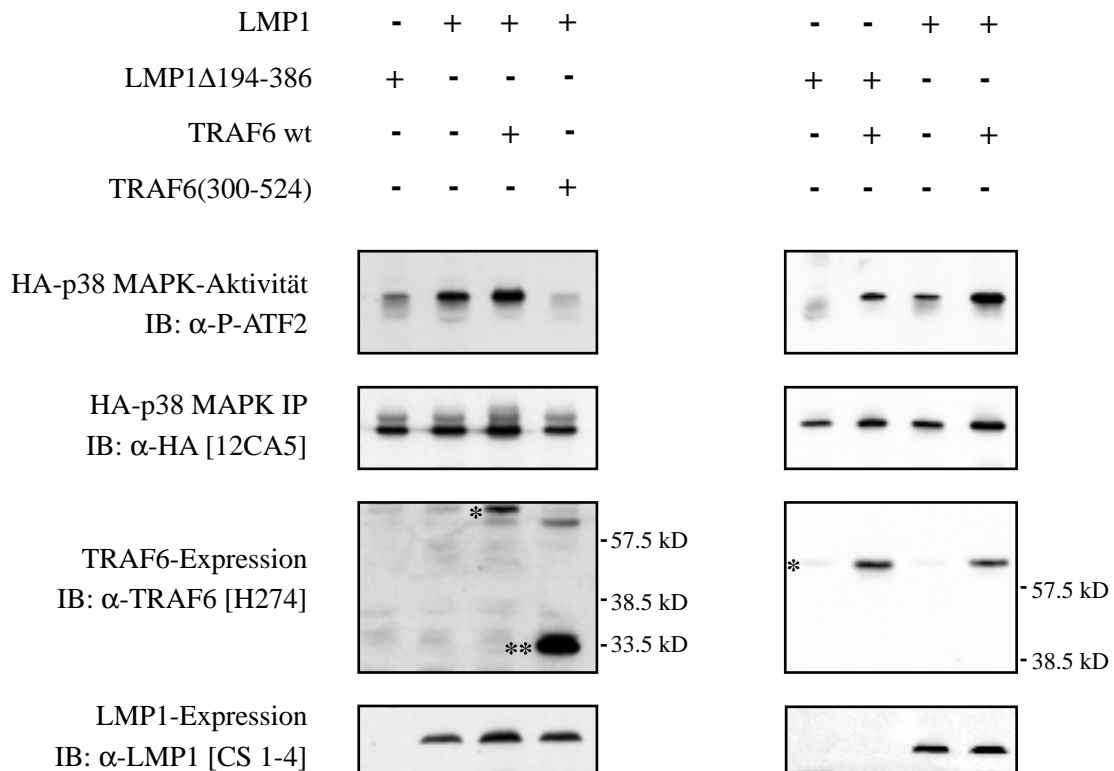 LMP1 - + + + - - + +
LMP1Δ194-386 + - - - + + - -
TRAF6 wt - - + - - + - +
TRAF6(300-524) - - - + - - - -
HA-p38 MAPK-Aktivität
IB: α-P-ATF2
HA-p38 MAPK IP
IB: α-HA [12CA5]
TRAF6-Expression
IB: α-TRAF6 [H274]
*
**
-57.5 kD
-38.5 kD
-33.5 kD
*
-57.5 kD
-38.5 kD
LMP1-Expression
IB: α-LMP1 [CS 1-4]